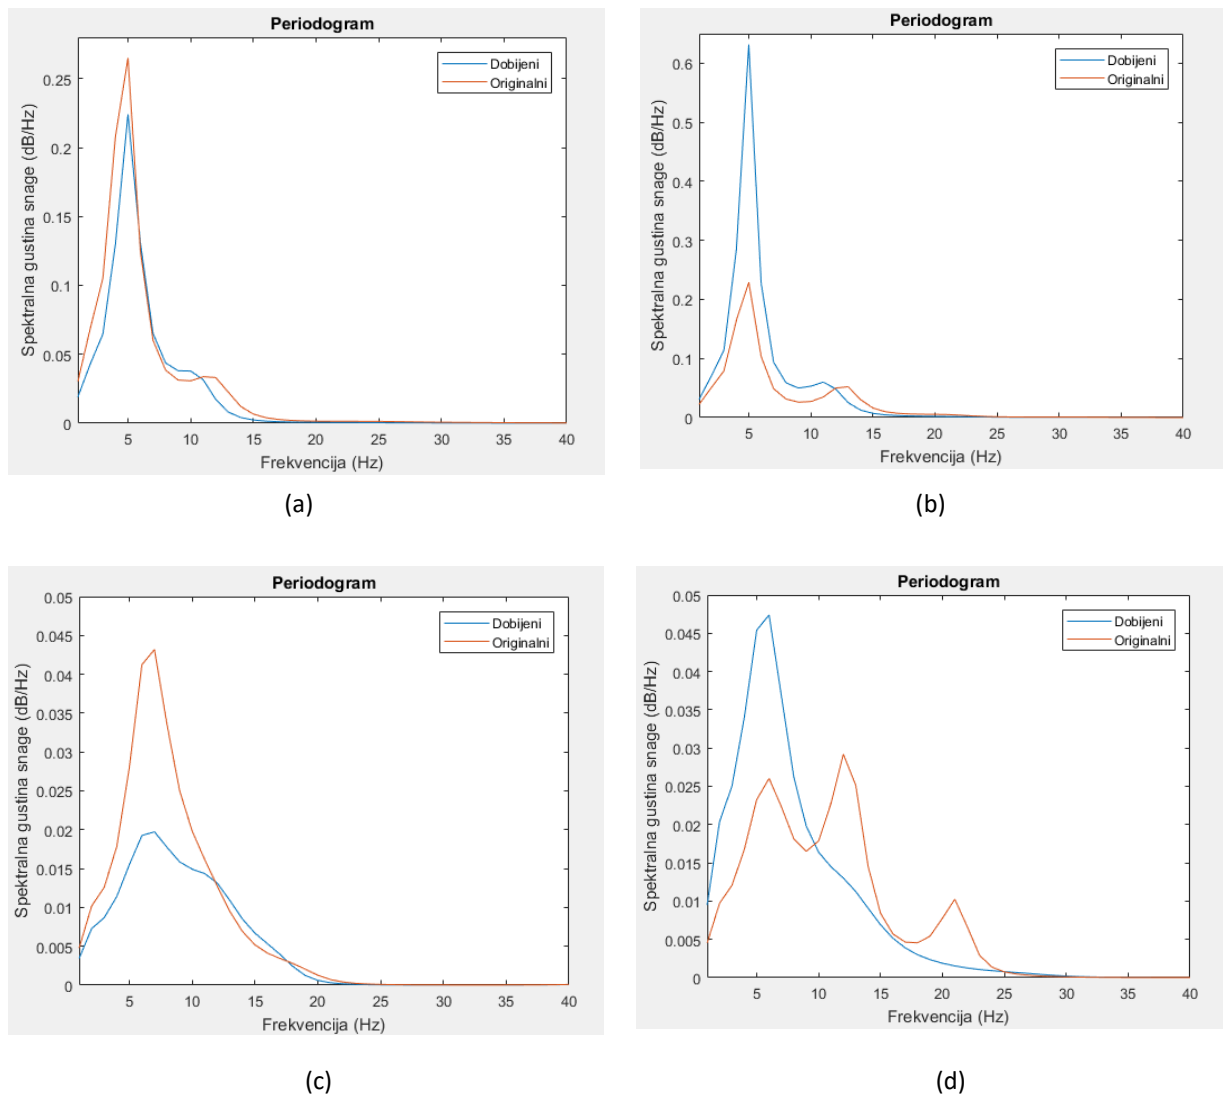 Periodogram
Dobijeni
Originalni
Spektralna gustina snage (dB/Hz)
0.25
0.2
0.15
0.1
0.05
0
5 10 15 20 25 30 35 40
Frekvencija (Hz)
(a)
Periodogram
Dobijeni
Originalni
Spektralna gustina snage (dB/Hz)
0.6
0.5
0.4
0.3
0.2
0.1
0
5 10 15 20 25 30 35 40
Frekvencija (Hz)
(b)
Periodogram
Dobijeni
Originalni
Spektralna gustina snage (dB/Hz)
0.05
0.045
0.04
0.035
0.03
0.025
0.02
0.015
0.01
0.005
0
5 10 15 20 25 30 35 40
Frekvencija (Hz)
(c)
Periodogram
Dobijeni
Originalni
Spektralna gustina snage (dB/Hz)
0.05
0.045
0.04
0.035
0.03
0.025
0.02
0.015
0.01
0.005
0
5 10 15 20 25 30 35 40
Frekvencija (Hz)
(d)